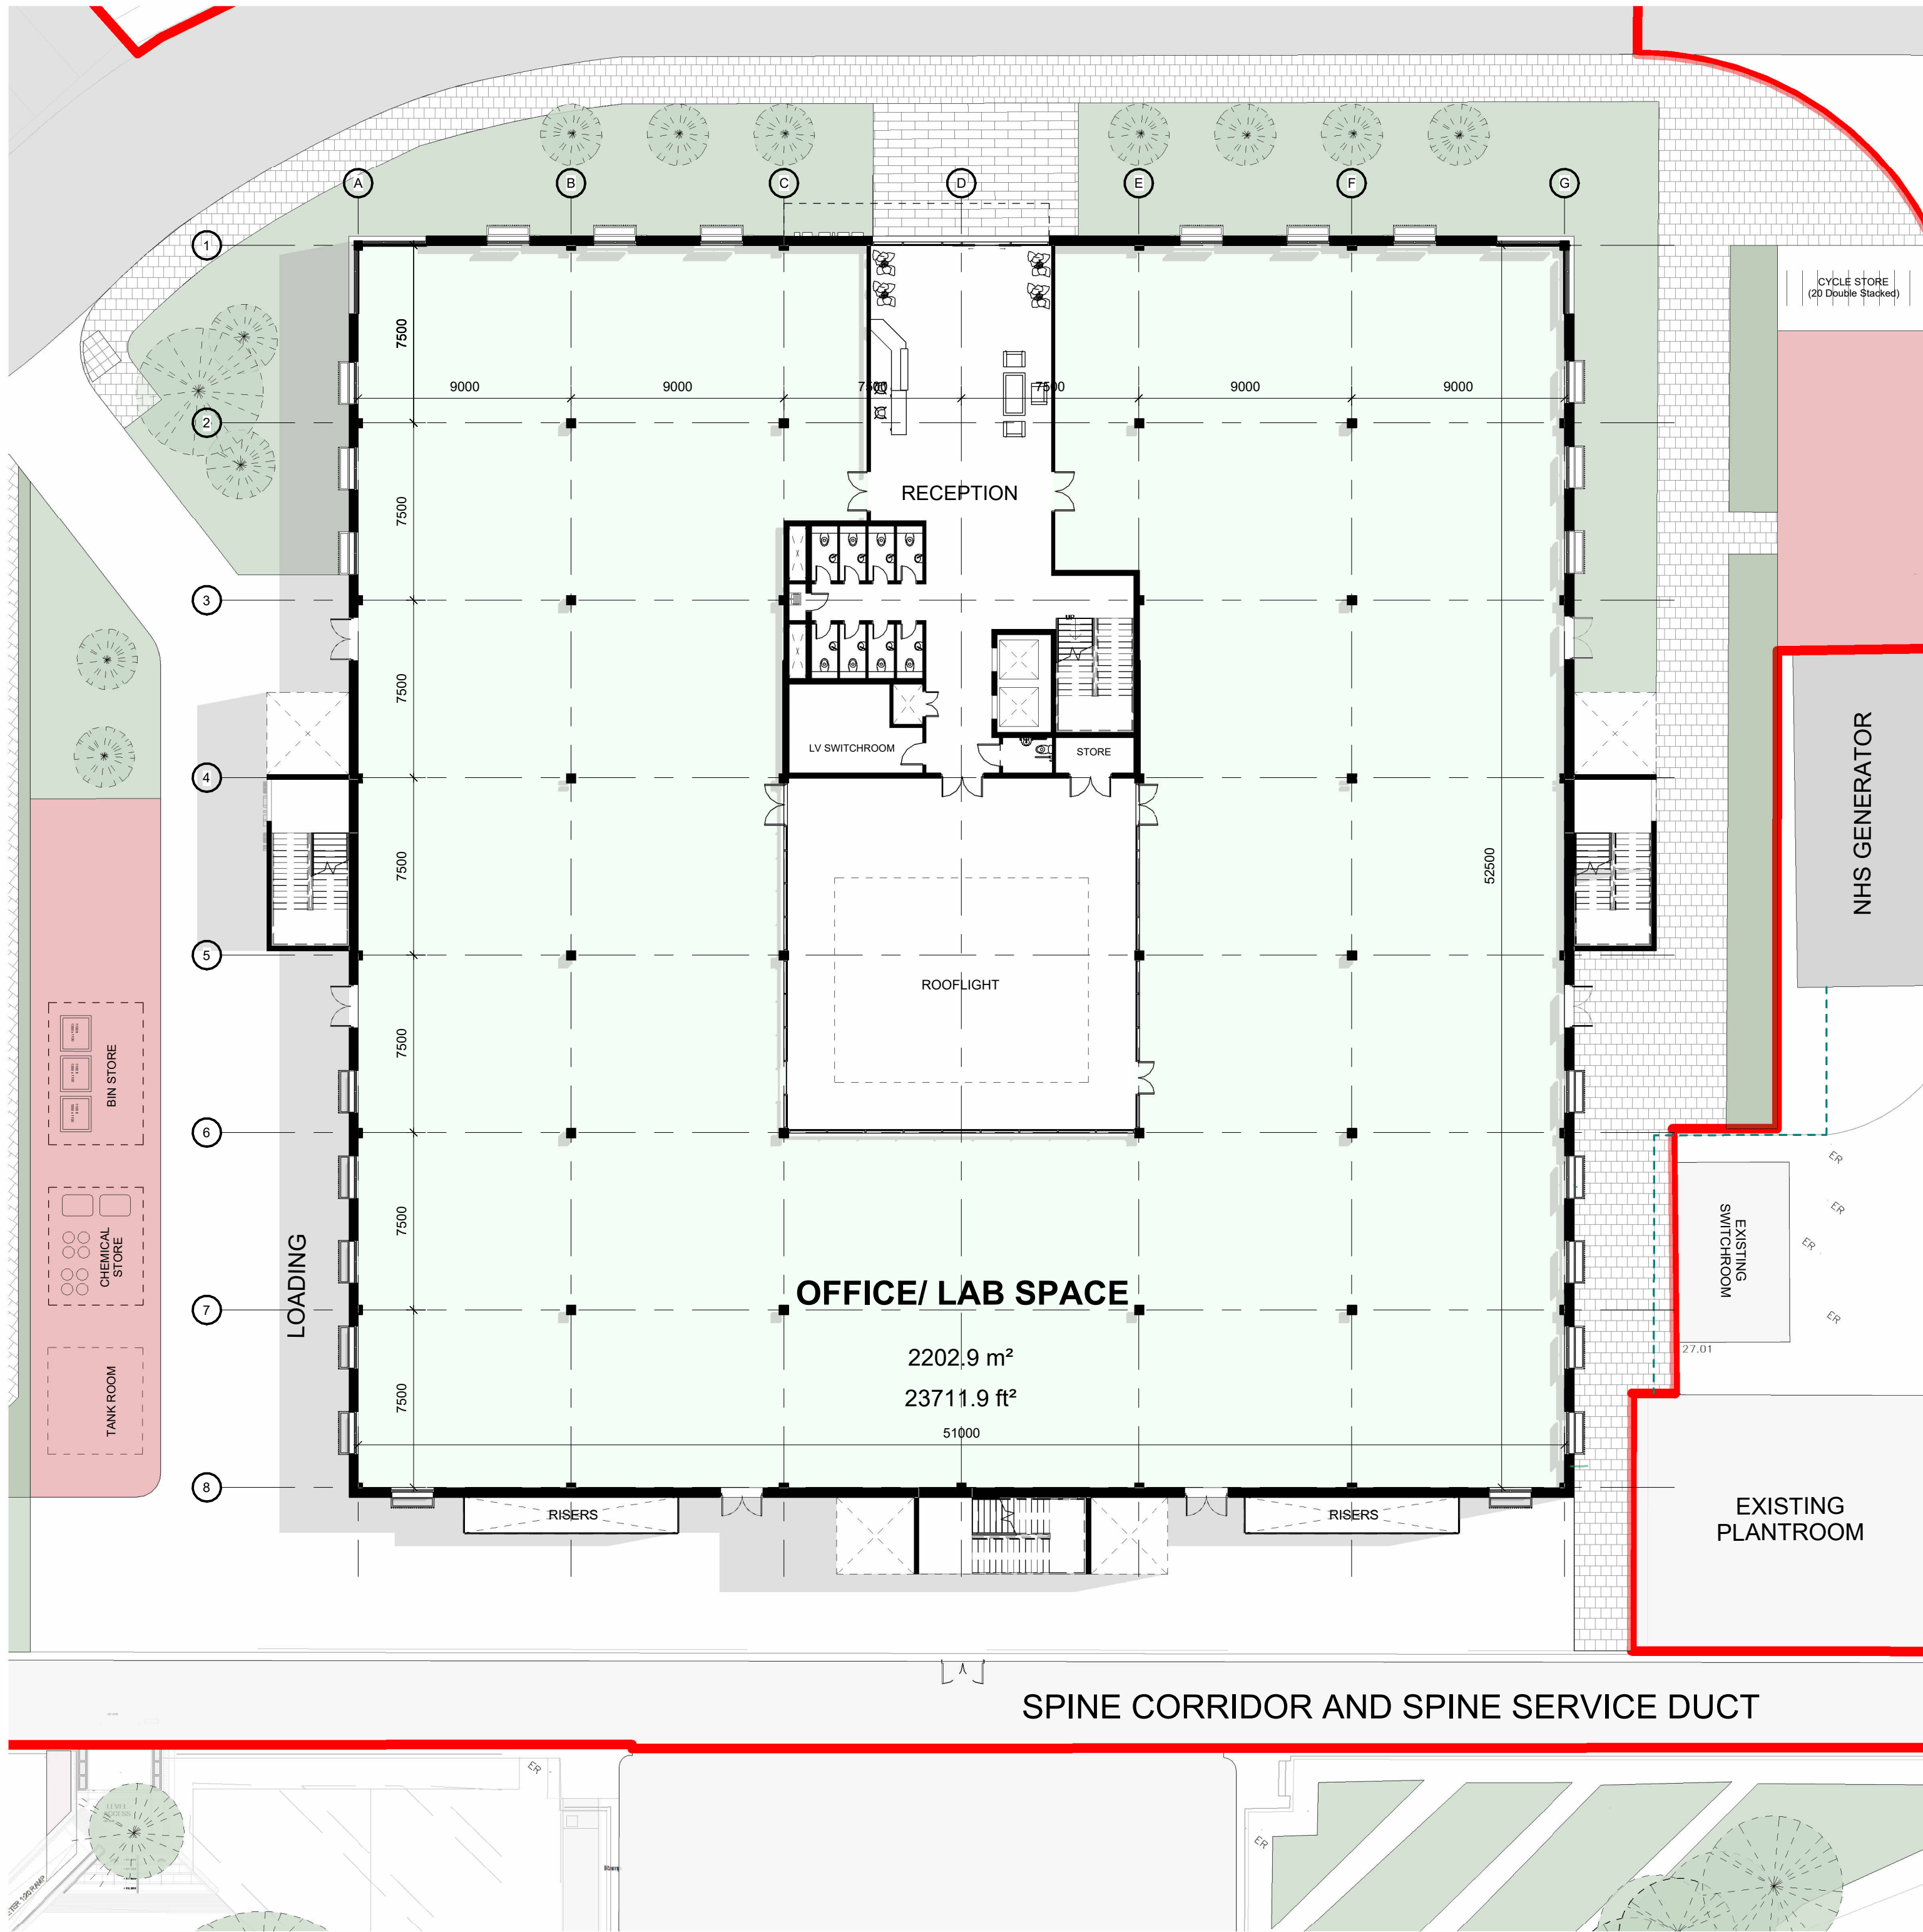 A
B
C
D
E
F
G
1
CYCLE STORE
(20 Double Stacked)
7500
9000
9000
7500
7500
9000
9000
2
RECEPTION
7500
3
UP
7500
NHS GENERATOR
LV SWITCHROOM
STORE
4
7500
52500
5
ROOFLIGHT
7500
BIN STORE
6
ER
ER
ER
ER
7500
EXISTING
SWITCHROOM
CHEMICAL
STORE
LOADING
OFFICE/ LAB SPACE
7
27.01
2202.9 m²
23711.9 ft²
TANK ROOM
7500
51000
8
RISERS
RISERS
EXISTING
PLANTROOM
SPINE CORRIDOR AND SPINE SERVICE DUCT
ER
LEVEL
ACCESS
ER